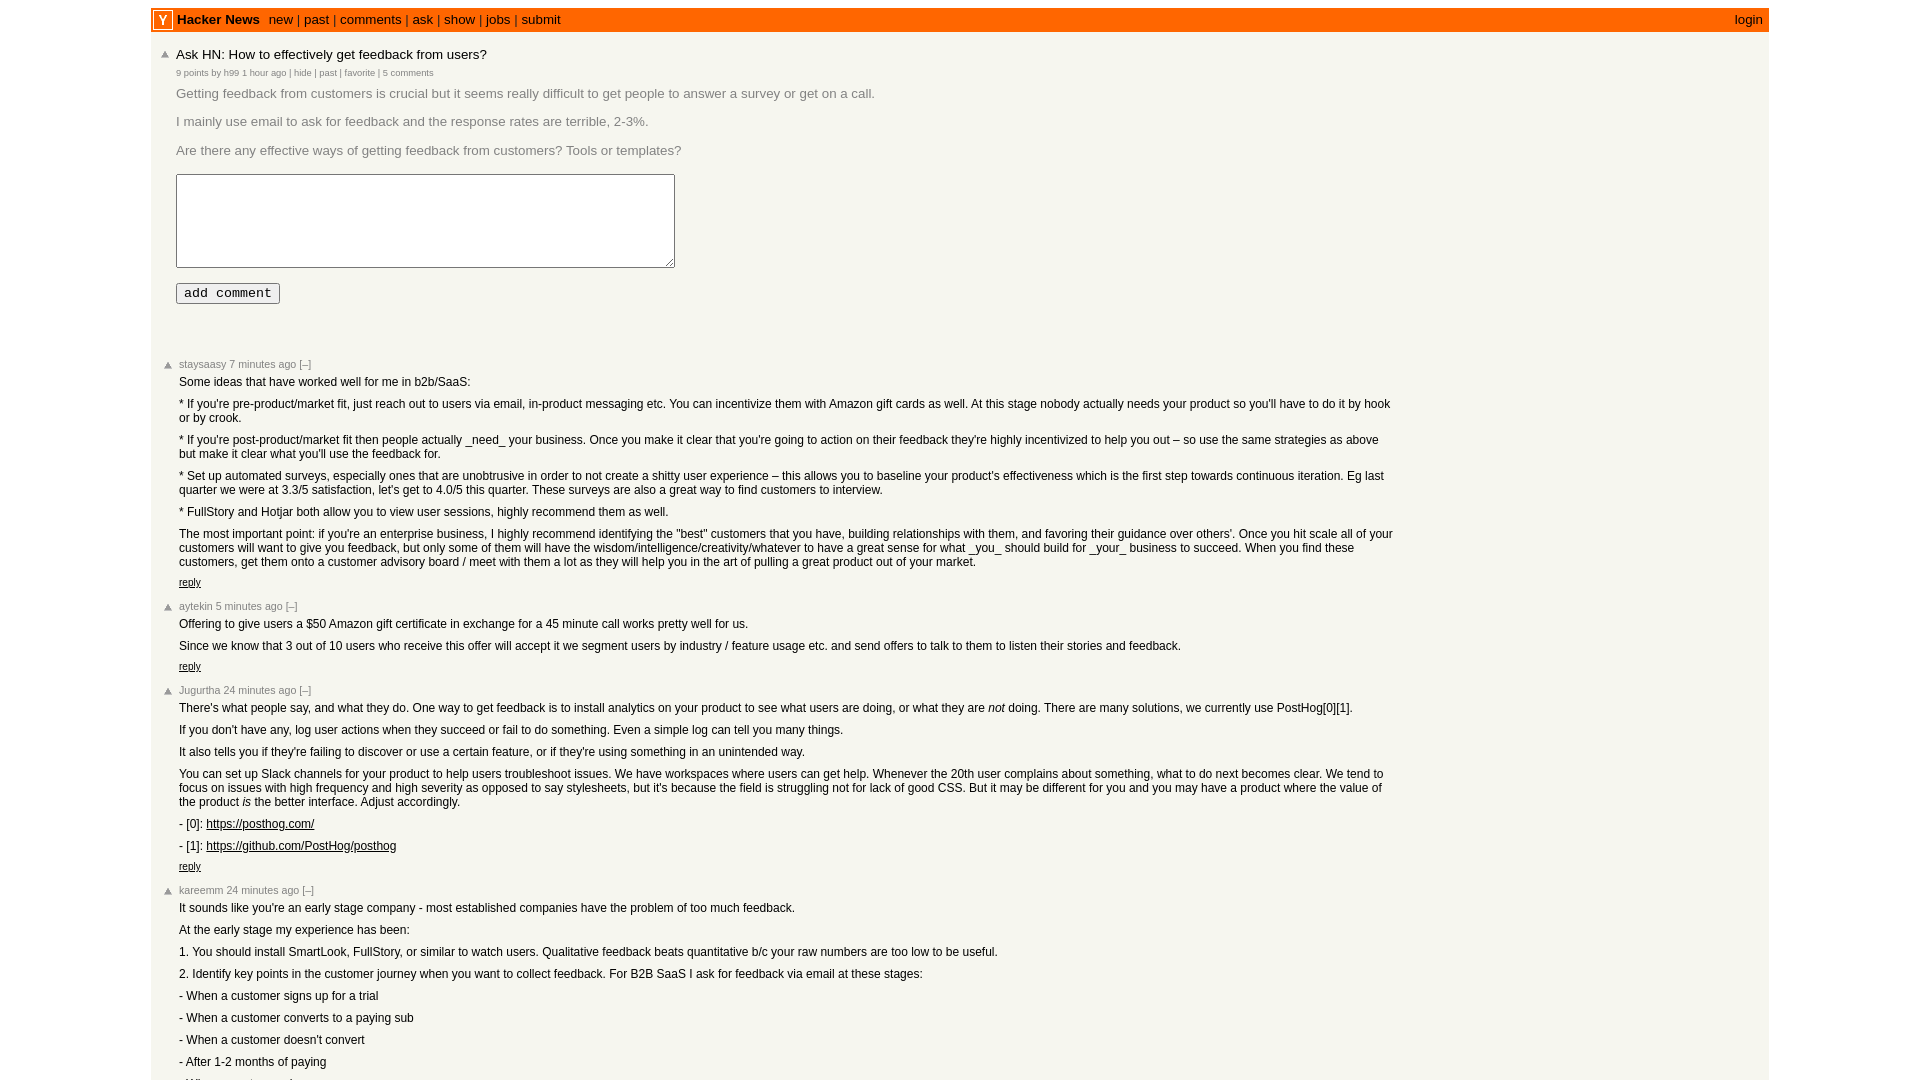 Y Hacker News new | past | comments | ask | show | jobs | submit login
Ask HN: How to effectively get feedback from users?
9 points by h99 1 hour ago | hide | past | favorite | 5 comments
Getting feedback from customers is crucial but it seems really difficult to get people to answer a survey or get on a call.
I mainly use email to ask for feedback and the response rates are terrible, 2-3%.
Are there any effective ways of getting feedback from customers? Tools or templates?
add comment
staysaasy 7 minutes ago [–]
Some ideas that have worked well for me in b2b/SaaS:
* If you're pre-product/market fit, just reach out to users via email, in-product messaging etc. You can incentivize them with Amazon gift cards as well. At this stage nobody actually needs your product so you'll have to do it by hook
or by crook.
* If you're post-product/market fit then people actually _need_ your business. Once you make it clear that you're going to action on their feedback they're highly incentivized to help you out – so use the same strategies as above
but make it clear what you'll use the feedback for.
* Set up automated surveys, especially ones that are unobtrusive in order to not create a shitty user experience – this allows you to baseline your product's effectiveness which is the first step towards continuous iteration. Eg last
quarter we were at 3.3/5 satisfaction, let's get to 4.0/5 this quarter. These surveys are also a great way to find customers to interview.
* FullStory and Hotjar both allow you to view user sessions, highly recommend them as well.
The most important point: if you're an enterprise business, I highly recommend identifying the "best" customers that you have, building relationships with them, and favoring their guidance over others'. Once you hit scale all of your
customers will want to give you feedback, but only some of them will have the wisdom/intelligence/creativity/whatever to have a great sense for what _you_ should build for _your_ business to succeed. When you find these
customers, get them onto a customer advisory board / meet with them a lot as they will help you in the art of pulling a great product out of your market.
reply
aytekin 5 minutes ago [–]
Offering to give users a $50 Amazon gift certificate in exchange for a 45 minute call works pretty well for us.
Since we know that 3 out of 10 users who receive this offer will accept it we segment users by industry / feature usage etc. and send offers to talk to them to listen their stories and feedback.
reply
Jugurtha 24 minutes ago [–]
There's what people say, and what they do. One way to get feedback is to install analytics on your product to see what users are doing, or what they are not doing. There are many solutions, we currently use PostHog[0][1].
If you don't have any, log user actions when they succeed or fail to do something. Even a simple log can tell you many things.
It also tells you if they're failing to discover or use a certain feature, or if they're using something in an unintended way.
You can set up Slack channels for your product to help users troubleshoot issues. We have workspaces where users can get help. Whenever the 20th user complains about something, what to do next becomes clear. We tend to
focus on issues with high frequency and high severity as opposed to say stylesheets, but it's because the field is struggling not for lack of good CSS. But it may be different for you and you may have a product where the value of
the product is the better interface. Adjust accordingly.
- [0]: https://posthog.com/
- [1]: https://github.com/PostHog/posthog
reply
kareemm 24 minutes ago [–]
It sounds like you're an early stage company - most established companies have the problem of too much feedback.
At the early stage my experience has been:
1. You should install SmartLook, FullStory, or similar to watch users. Qualitative feedback beats quantitative b/c your raw numbers are too low to be useful.
2. Identify key points in the customer journey when you want to collect feedback. For B2B SaaS I ask for feedback via email at these stages:
- When a customer signs up for a trial
- When a customer converts to a paying sub
- When a customer doesn't convert
- After 1-2 months of paying